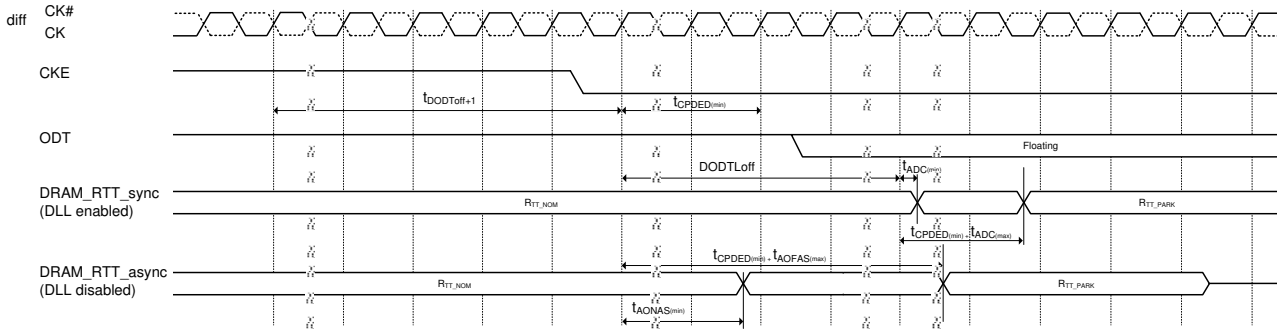 diff
CK#
CK
CKE
tDODToff+1
tCPDED(min)
ODT
Floating
DODTLoff
tADC(min)
DRAM_RTT_sync
(DLL enabled)
RTT_NOM
RTT_PARK
tCPDED(min) + tADC(max)
tCPDED(min) + tAOFAS(max)
DRAM_RTT_async
(DLL disabled)
RTT_NOM
RTT_PARK
tAONAS(min)